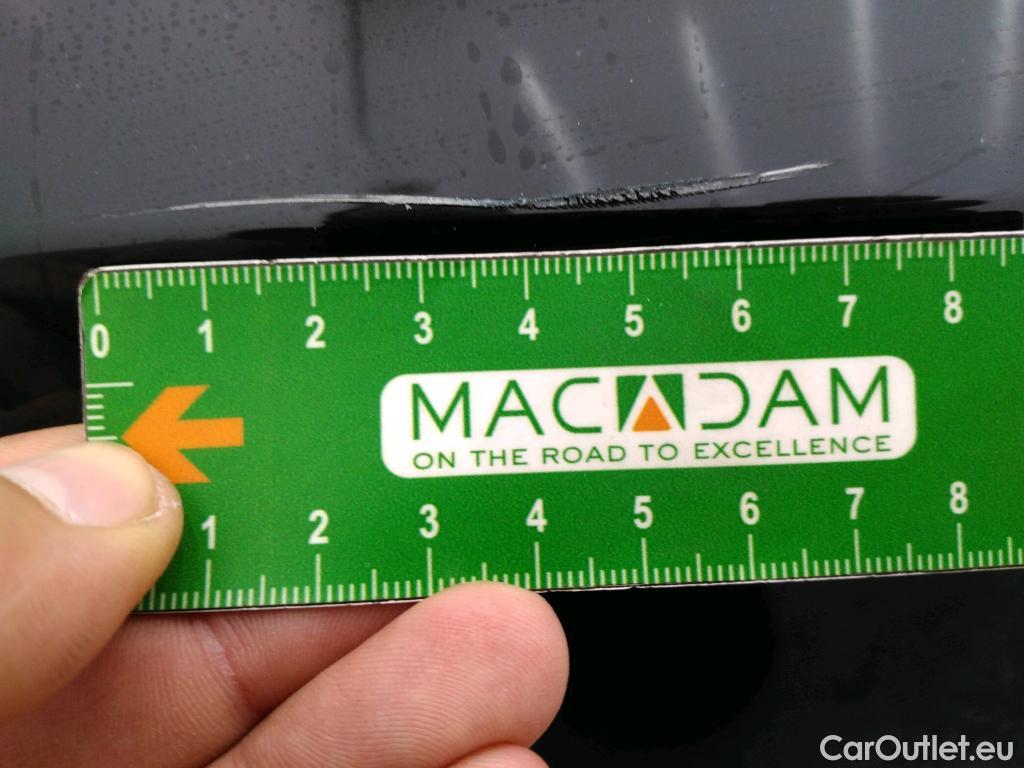 0 1 2 3 4 5 6 7 8
MACADAM
ON THE ROAD TO EXCELLENCE
1 2 3 4 5 6 7 8
CarOutlet.eu